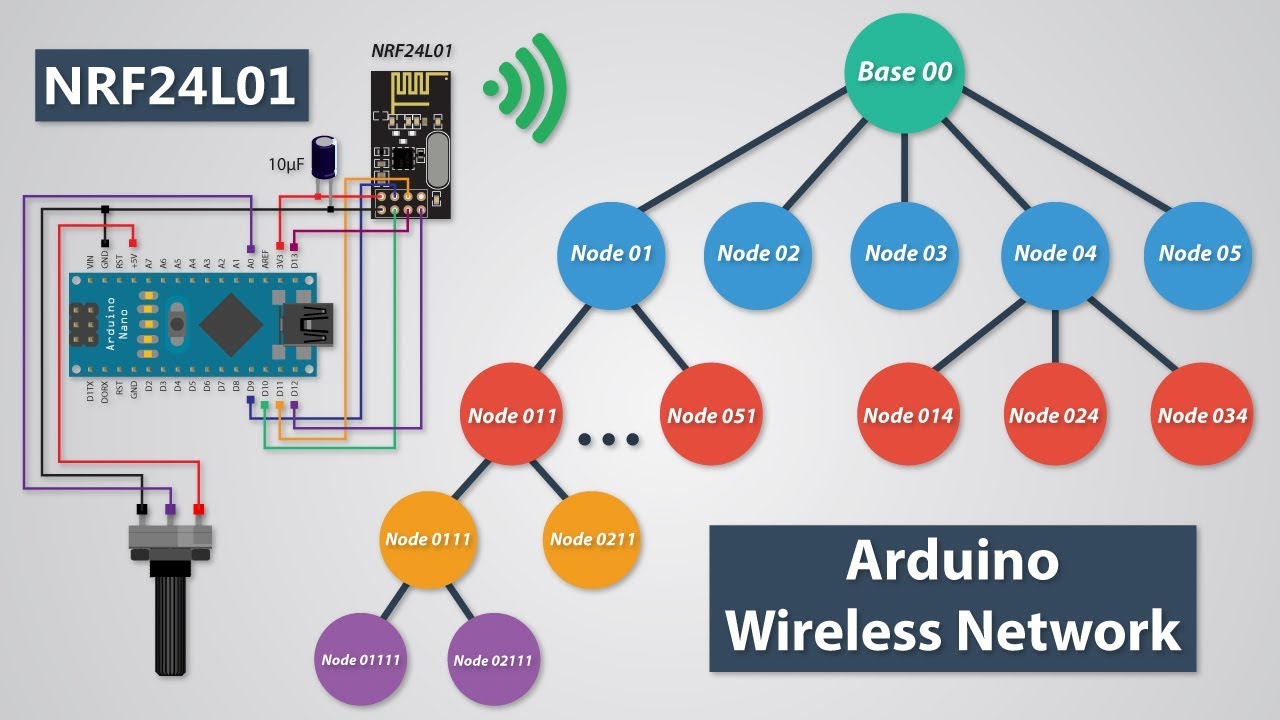 NRF24L01
NRF24L01
10µF
Base 00
Node 01
Node 02
Node 03
Node 04
Node 05
VIN
GND
RST
+5V
A7
A6
A5
A4
A3
A2
A1
A0
AREF
3V3
D13
Arduino
Nano
D1TX
DORX
RST
GND
D2
D3
D4
D5
D6
D7
D8
D9
D10
D11
D12
Node 011
Node 051
Node 014
Node 024
Node 034
Node 0111
Node 0211
Node 01111
Node 02111
Arduino
Wireless Network